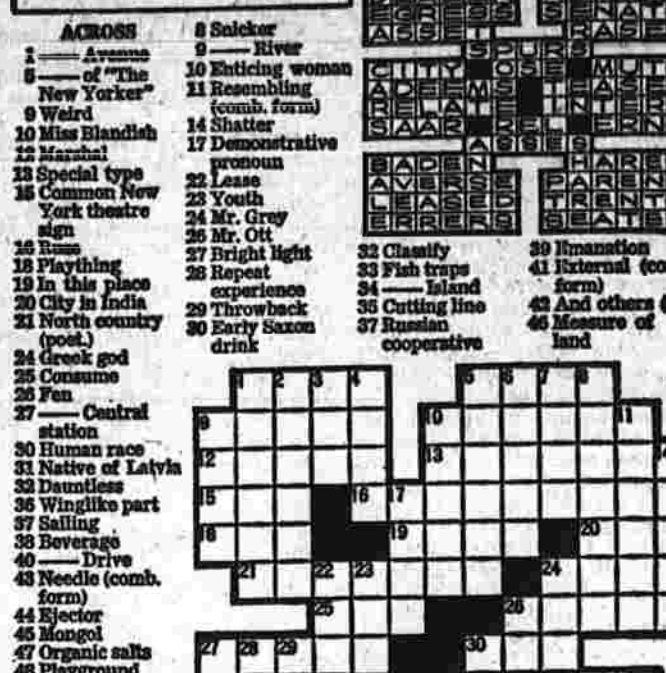 ACROSS
1 —— Avenue
5 —— of "The
New Yorker"
9 Weird
10 Miss Blandish
12 Marshal
13 Special type
15 Common New
York theatre
sign
16 Ruse
18 Plaything
19 In this place
20 City in India
21 North country
(poet.)
24 Greek god
25 Consume
26 Fen
27 —— Central
station
30 Human race
31 Native of Latvia
32 Dauntless
36 Winglike part
37 Sailing
38 Beverage
40 —— Drive
43 Needle (comb.
form)
44 Ejector
45 Mongol
47 Organic salts
48 Playground
8 Snicker
9 —— River
10 Enticing woman
11 Resembling
(comb. form)
14 Shatter
17 Demonstrative
pronoun
22 Lease
23 Youth
24 Mr. Grey
26 Mr. Ott
27 Bright light
28 Repeat
experience
29 Throwback
30 Early Saxon
drink
EGRESS SENAT
ASSET RASE
SPURS
CITY OSE MUT
ADEEMS TEASE
RELATE INTER
SAAR REL ERN
ASSES
BADEN HARE
AVERSE PAREN
LEASED TRENT
ERRERS SEATE
32 Classify
33 Fish traps
34 —— Island
35 Cutting line
37 Russian
cooperative
39 Emanation
41 External (co
form)
42 And others
46 Measure of
land
1 2 3 4 5 6 7 8
9 10 11
12 13
15 16 17
18 19 20
21 22 23 24
25 26
27 28 29 30